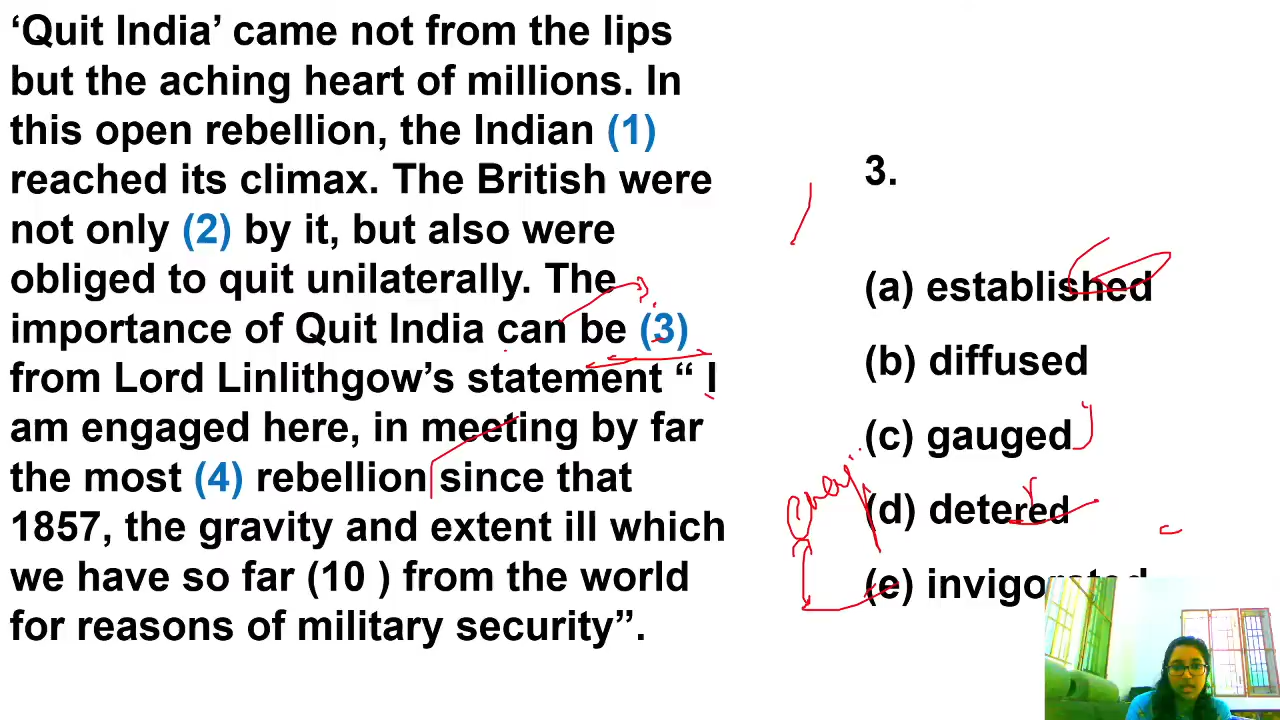 ‘Quit India’ came not from the lips
but the aching heart of millions. In
this open rebellion, the Indian (1)
reached its climax. The British were
not only (2) by it, but also were
obliged to quit unilaterally. The
importance of Quit India can be (3)
from Lord Linlithgow’s statement “ I
am engaged here, in meeting by far
the most (4) rebellion since that
1857, the gravity and extent ill which
we have so far (10 ) from the world
for reasons of military security”.
3.
(a) established
(b) diffused
(c) gauged
(d) detered
r
(e) invigorated